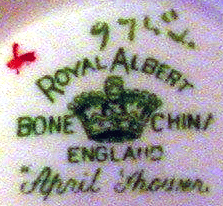 ROYAL ALBERT
BONE CHINA
ENGLAND
"April Shower.